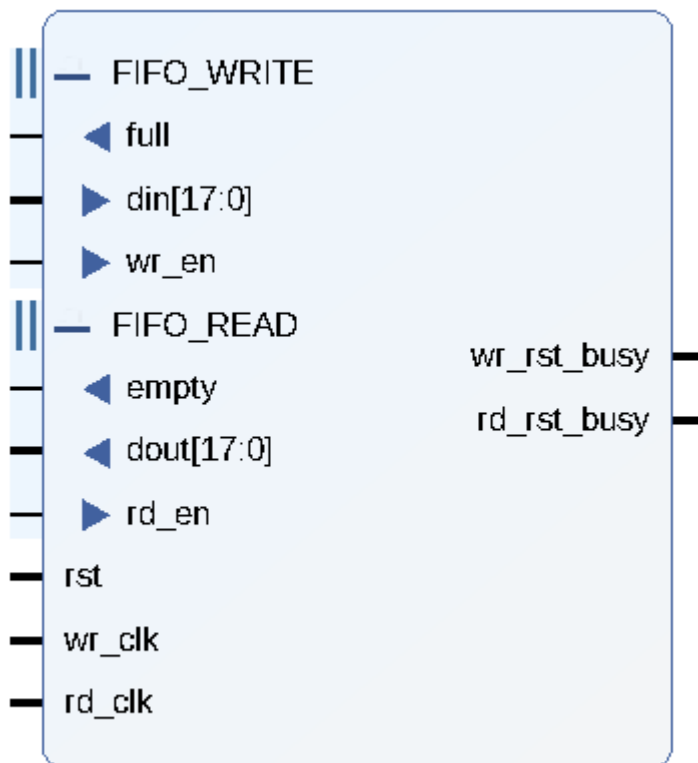 FIFO_WRITE
full
din[17:0]
wr_en
FIFO_READ
empty
dout[17:0]
rd_en
rst
wr_clk
rd_clk
wr_rst_busy
rd_rst_busy